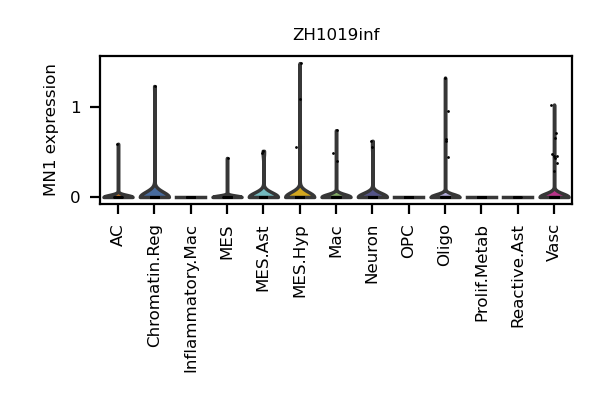 ZH1019inf
MN1 expression
1
0
AC
Chromatin.Reg
Inflammatory.Mac
MES
MES.Ast
MES.Hyp
Mac
Neuron
OPC
Oligo
Prolif.Metab
Reactive.Ast
Vasc